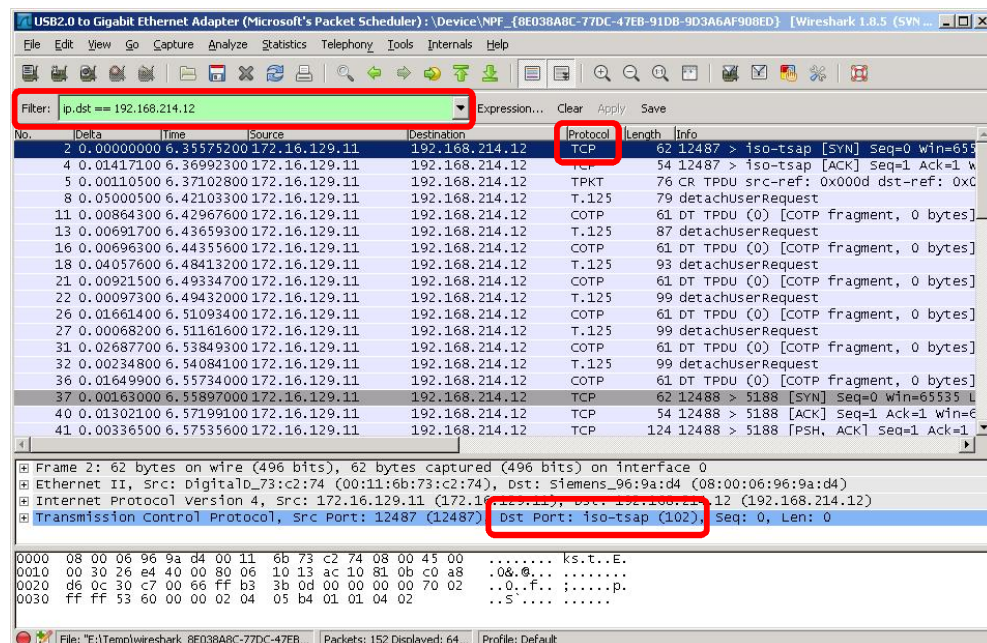 USB2.0 to Gigabit Ethernet Adapter (Microsoft's Packet Scheduler) : \Device\NPF_{8E038A8C-77DC-47EB-91DB-9D3A6AF908ED} [Wireshark 1.8.5 (SVN ...
File Edit View Go Capture Analyze Statistics Telephony Tools Internals Help
Filter: ip.dst == 192.168.214.12 Expression... Clear Apply Save
No. Delta Time Source Destination Protocol Length Info
2 0.00000000 6.35575200 172.16.129.11 192.168.214.12 TCP 62 12487 > iso-tsap [SYN] Seq=0 Win=655
4 0.01417100 6.36992300 172.16.129.11 192.168.214.12 TCP 54 12487 > iso-tsap [ACK] Seq=1 Ack=1 W
5 0.00110500 6.37102800 172.16.129.11 192.168.214.12 TPKT 76 CR TPDU src-ref: 0x000d dst-ref: 0x0
8 0.05000500 6.42103300 172.16.129.11 192.168.214.12 T.125 79 detachUserRequest
11 0.00864300 6.42967600 172.16.129.11 192.168.214.12 COTP 61 DT TPDU (0) [COTP fragment, 0 bytes]
13 0.00691700 6.43659300 172.16.129.11 192.168.214.12 T.125 87 detachUserRequest
16 0.00696300 6.44355600 172.16.129.11 192.168.214.12 COTP 61 DT TPDU (0) [COTP fragment, 0 bytes]
18 0.04057600 6.48413200 172.16.129.11 192.168.214.12 T.125 93 detachUserRequest
21 0.00921500 6.49334700 172.16.129.11 192.168.214.12 COTP 61 DT TPDU (0) [COTP fragment, 0 bytes]
22 0.00097300 6.49432000 172.16.129.11 192.168.214.12 T.125 99 detachUserRequest
26 0.01661400 6.51093400 172.16.129.11 192.168.214.12 COTP 61 DT TPDU (0) [COTP fragment, 0 bytes]
27 0.00068200 6.51161600 172.16.129.11 192.168.214.12 T.125 99 detachUserRequest
31 0.02687700 6.53849300 172.16.129.11 192.168.214.12 COTP 61 DT TPDU (0) [COTP fragment, 0 bytes]
32 0.00234800 6.54084100 172.16.129.11 192.168.214.12 T.125 99 detachUserRequest
36 0.01649900 6.55734000 172.16.129.11 192.168.214.12 COTP 61 DT TPDU (0) [COTP fragment, 0 bytes]
37 0.00163000 6.55897000 172.16.129.11 192.168.214.12 TCP 62 12488 > 5188 [SYN] Seq=0 Win=65535 L
40 0.01302100 6.57199100 172.16.129.11 192.168.214.12 TCP 54 12488 > 5188 [ACK] Seq=1 Ack=1 Win=6
41 0.00336500 6.57535600 172.16.129.11 192.168.214.12 TCP 124 12488 > 5188 [PSH, ACK] Seq=1 Ack=1
Frame 2: 62 bytes on wire (496 bits), 62 bytes captured (496 bits) on interface 0
Ethernet II, Src: DigitalD_73:c2:74 (00:11:6b:73:c2:74), Dst: Siemens_96:9a:d4 (08:00:06:96:9a:d4)
Internet Protocol Version 4, Src: 172.16.129.11 (172.16.129.11), Dst: 192.168.214.12 (192.168.214.12)
Transmission Control Protocol, Src Port: 12487 (12487), Dst Port: iso-tsap (102), Seq: 0, Len: 0
0000 08 00 06 96 9a d4 00 11 6b 73 c2 74 08 00 45 00 ........ ks.t..E.
0010 00 30 26 e4 40 00 80 06 10 13 ac 10 81 0b c0 a8 .0&.@... ........
0020 d6 0c 30 c7 00 66 ff b3 3b 0d 00 00 00 00 70 02 ..0..f.. ;.....p.
0030 ff ff 53 60 00 00 02 04 05 b4 01 01 04 02 ..S`.... ......
File: "E:\Temp\wireshark_8E038A8C-77DC-47EB... Packets: 152 Displayed: 64... Profile: Default